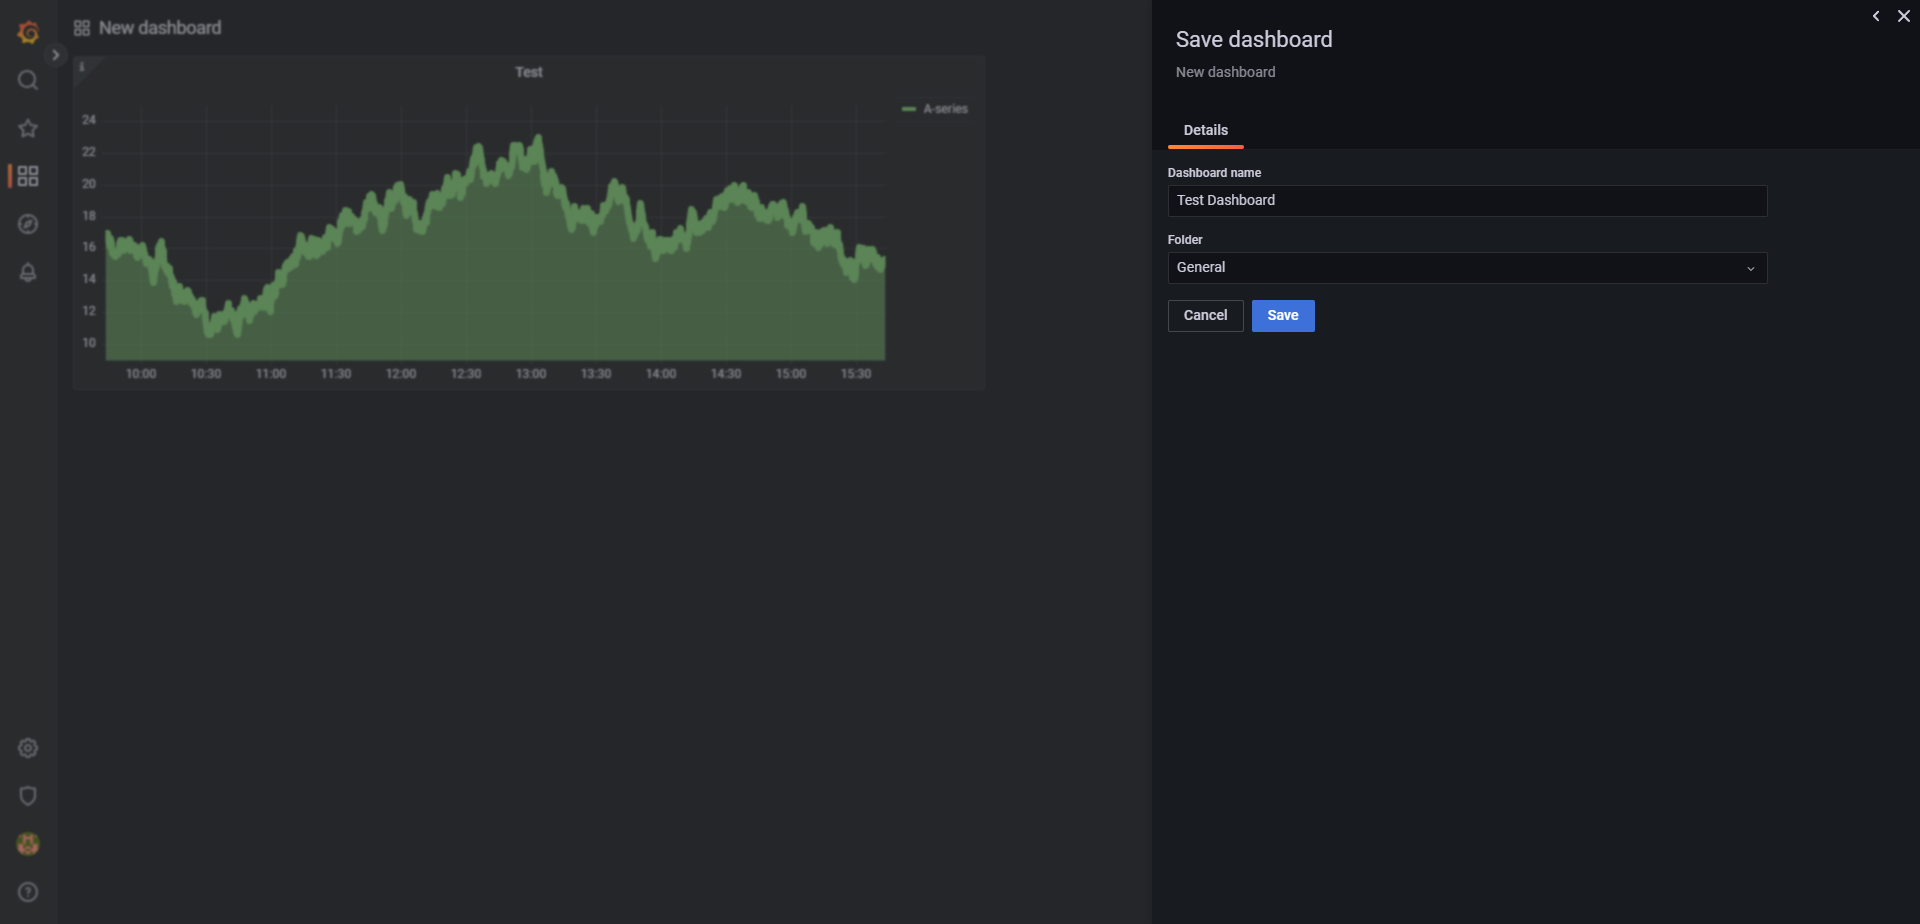 New dashboard
i
Test
A-series
24
22
20
18
16
14
12
10
10:00 10:30 11:00 11:30 12:00 12:30 13:00 13:30 14:00 14:30 15:00 15:30
Save dashboard
New dashboard
Details
Dashboard name
Test Dashboard
Folder
General
Cancel Save